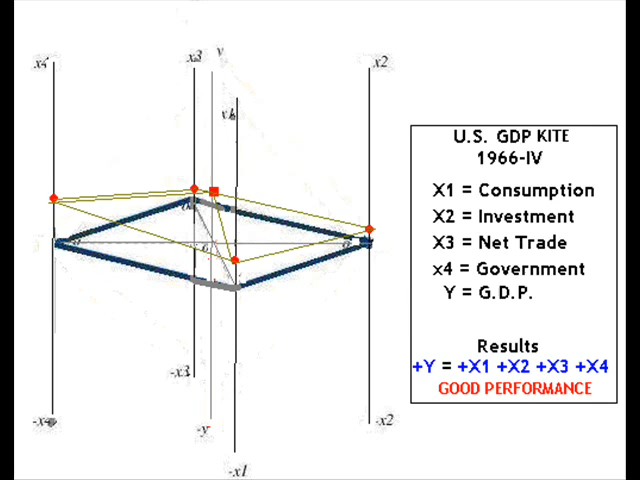 x3
y
x4
x2
U.S. GDP KITE
1966-IV
X1 = Consumption
X2 = Investment
X3 = Net Trade
x4 = Government
Y = G.D.P.
Results
+Y = +X1 +X2 +X3 +X4
GOOD PERFORMANCE
-x3
-x4
-y
-x2
-x1